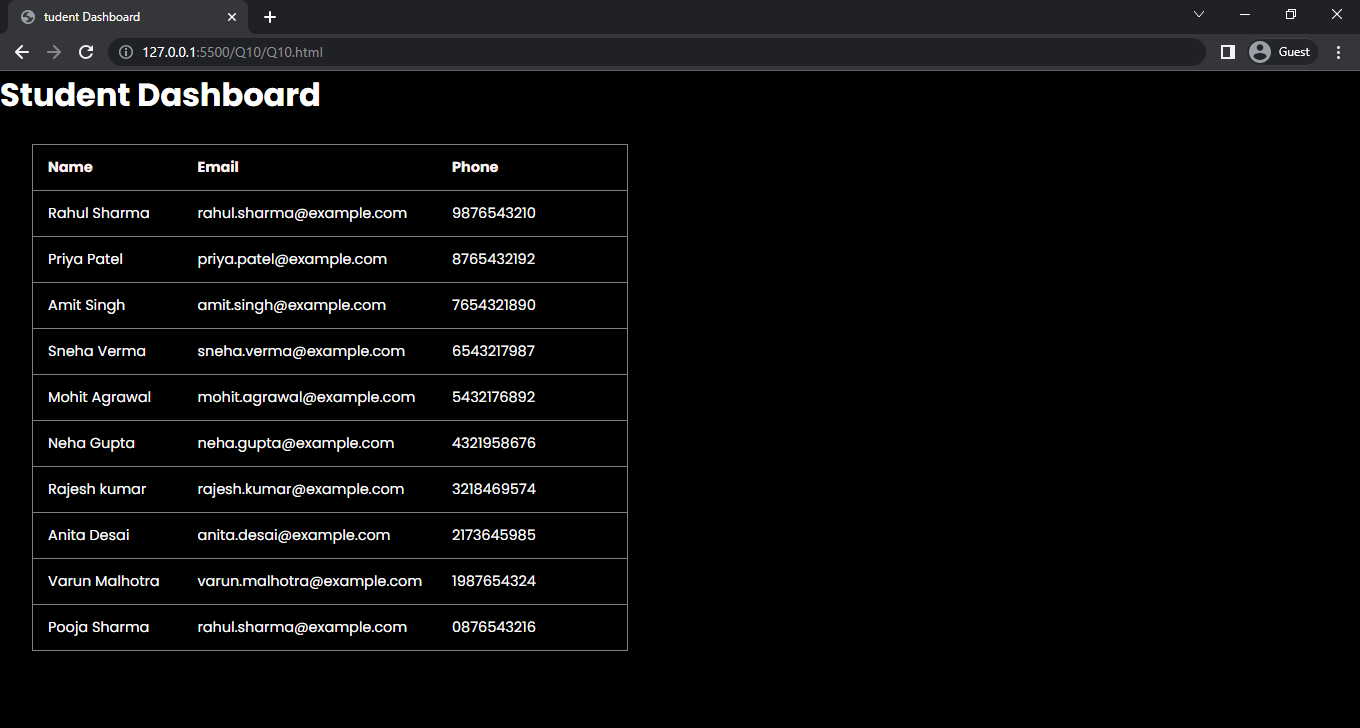 tudent Dashboard
127.0.0.1:5500/Q10/Q10.html
Guest
Student Dashboard
Name Email Phone
Rahul Sharma rahul.sharma@example.com 9876543210
Priya Patel priya.patel@example.com 8765432192
Amit Singh amit.singh@example.com 7654321890
Sneha Verma sneha.verma@example.com 6543217987
Mohit Agrawal mohit.agrawal@example.com 5432176892
Neha Gupta neha.gupta@example.com 4321958676
Rajesh kumar rajesh.kumar@example.com 3218469574
Anita Desai anita.desai@example.com 2173645985
Varun Malhotra varun.malhotra@example.com 1987654324
Pooja Sharma rahul.sharma@example.com 0876543216